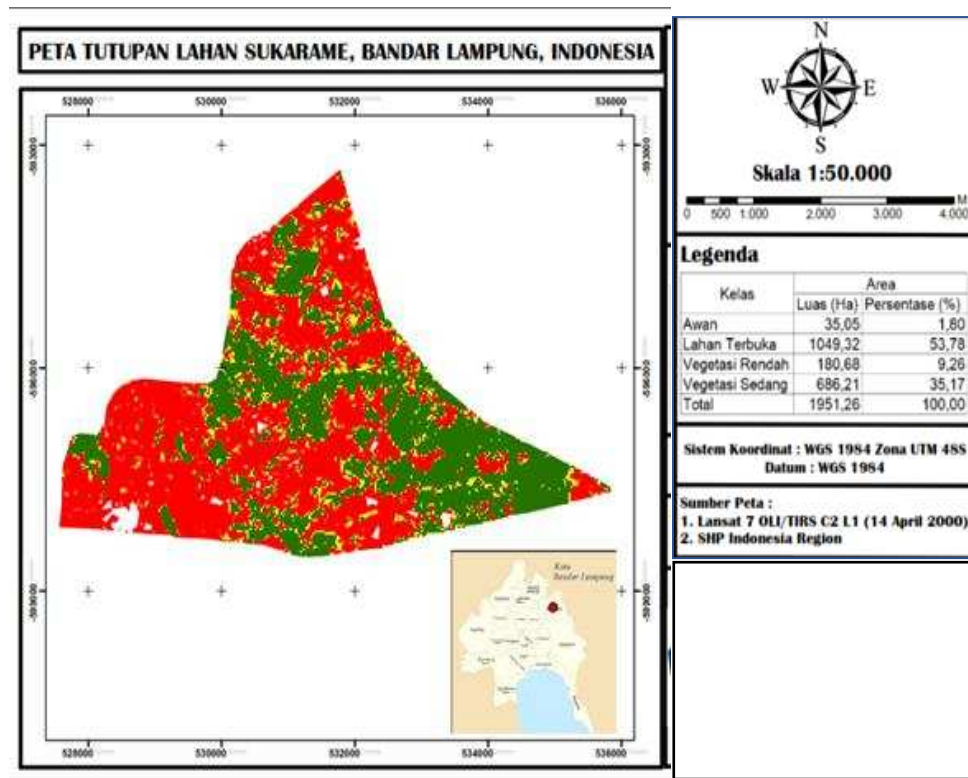 PETA TUTUPAN LAHAN SUKARAME, BANDAR LAMPUNG, INDONESIA
528000 530000 532000 534000 536000
528000 530000 532000 534000 536000
Kota
Bandar Lampung
N
W E
S
Skala 1:50.000
M
0 500 1.000 2.000 3.000 4.000
Legenda
Kelas Area
Luas (Ha) Persentase (%)
Awan 35,05 1,80
Lahan Terbuka 1049,32 53,78
Vegetasi Rendah 180,68 9,26
Vegetasi Sedang 686,21 35,17
Total 1951,26 100,00
Sistem Koordinat : WGS 1984 Zona UTM 48S
Datum : WGS 1984
Sumber Peta :
1. Lansat 7 OLI/TIRS C2 L1 (14 April 2000)
2. SHP Indonesia Region